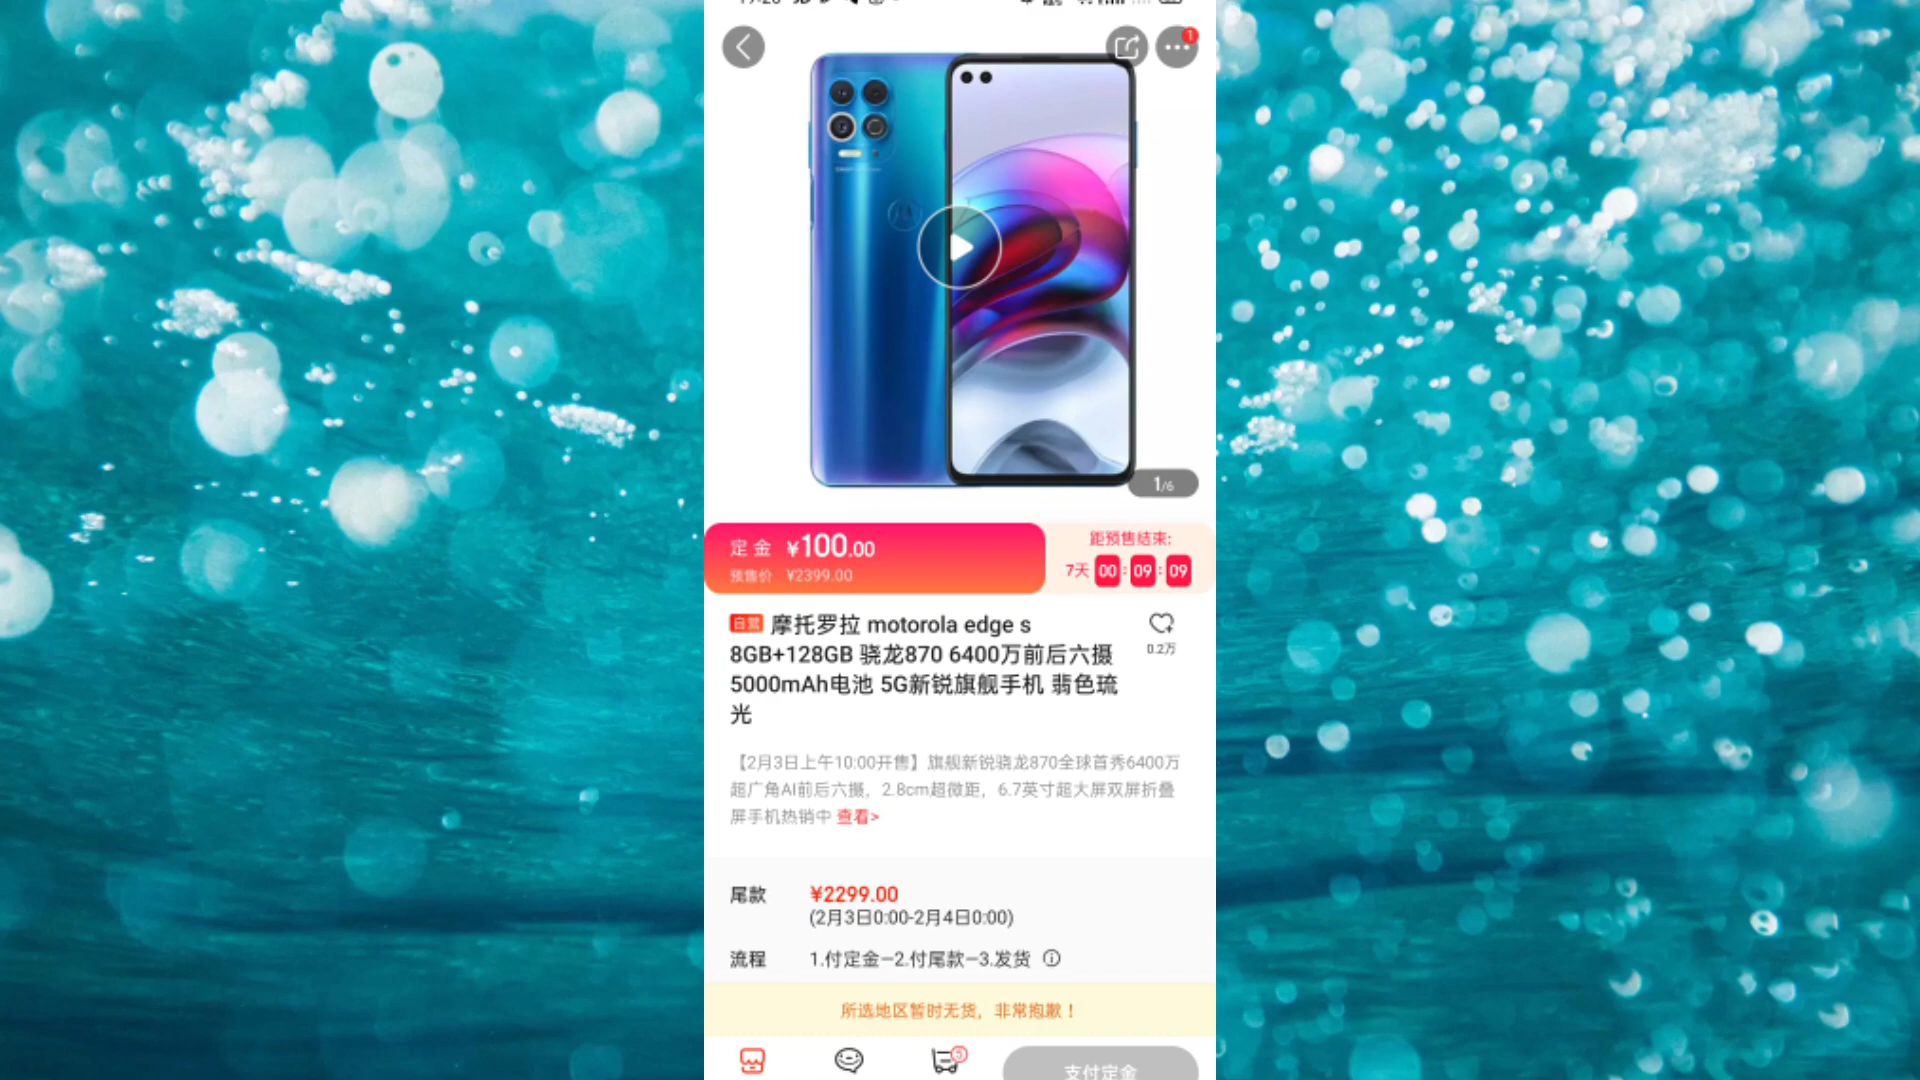 1
1/6
定金 ¥100.00
预售价 ¥2399.00
距预售结束:
7天 00:09:09
自营 摩托罗拉 motorola edge s
8GB+128GB 骁龙870 6400万前后六摄
5000mAh电池 5G新锐旗舰手机 翡色琉
光
0.2万
【2月3日上午10:00开售】旗舰新锐骁龙870全球首秀6400万
超广角AI前后六摄，2.8cm超微距，6.7英寸超大屏双屏折叠
屏手机热销中 查看>
尾款 ¥2299.00
(2月3日0:00-2月4日0:00)
流程 1.付定金—2.付尾款—3.发货
所选地区暂时无货，非常抱歉！
5
支付定金